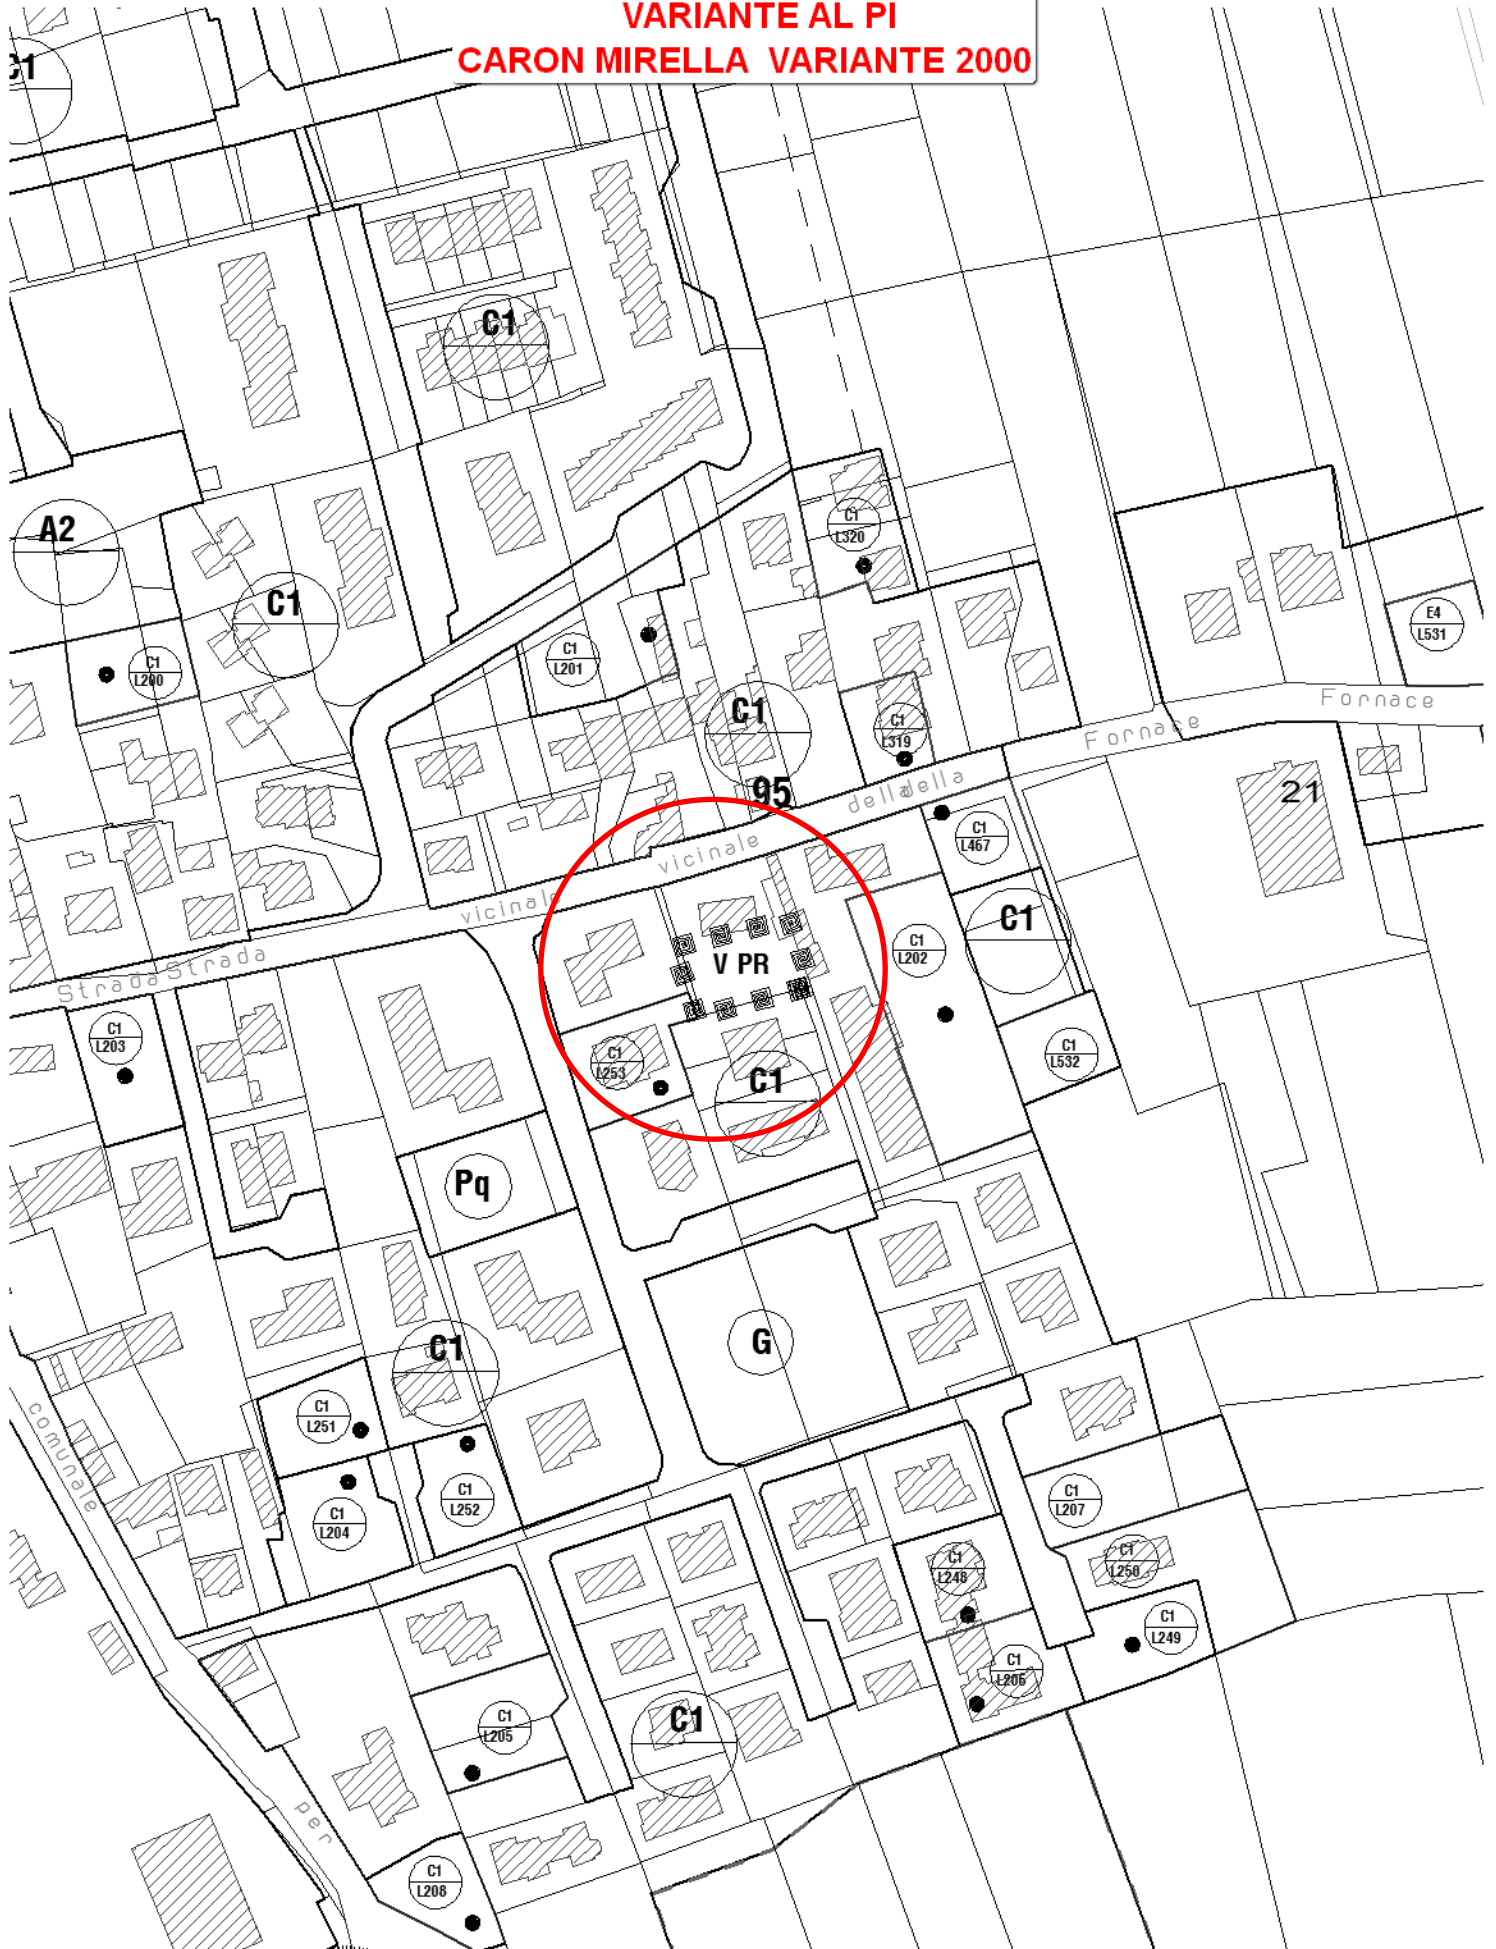 VARIANTE AL PI
CARON MIRELLA VARIANTE 2000
C1
C1
A2
C1
C1
L320
C1
L200
C1
L201
E4
L531
C1
95
C1
L319
Fornace
Fornace
21
della
della
C1
L467
vicinale
vicinale
Strada
Strada
C1
C1
L202
V PR
C1
L203
C1
L253
C1
L532
C1
Pq
G
C1
C1
L251
C1
L252
C1
L204
C1
L207
C1
L250
C1
L248
C1
L249
C1
L206
C1
L205
C1
comunale
per
C1
L208